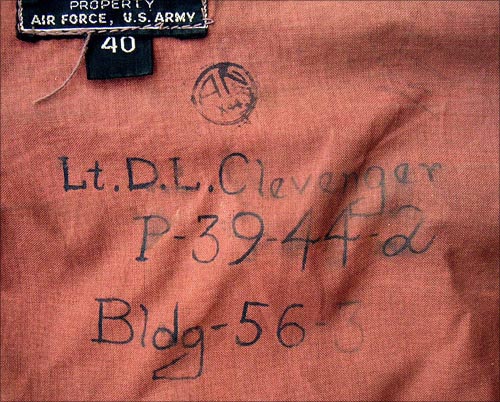 PROPERTY
AIR FORCE, U.S. ARMY
40
Lt. D. L. Clevenger
P-39-44-2
Bldg-56-3